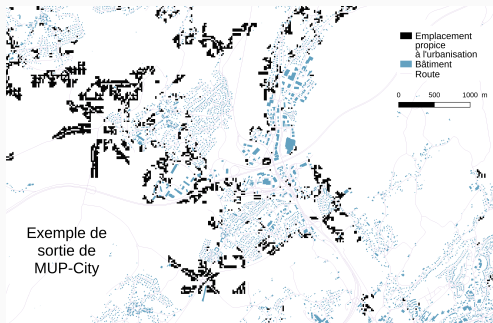 Emplacement
propice
à l'urbanisation
Bâtiment
Route
0 500 1000 m
Exemple de
sortie de
MUP-City